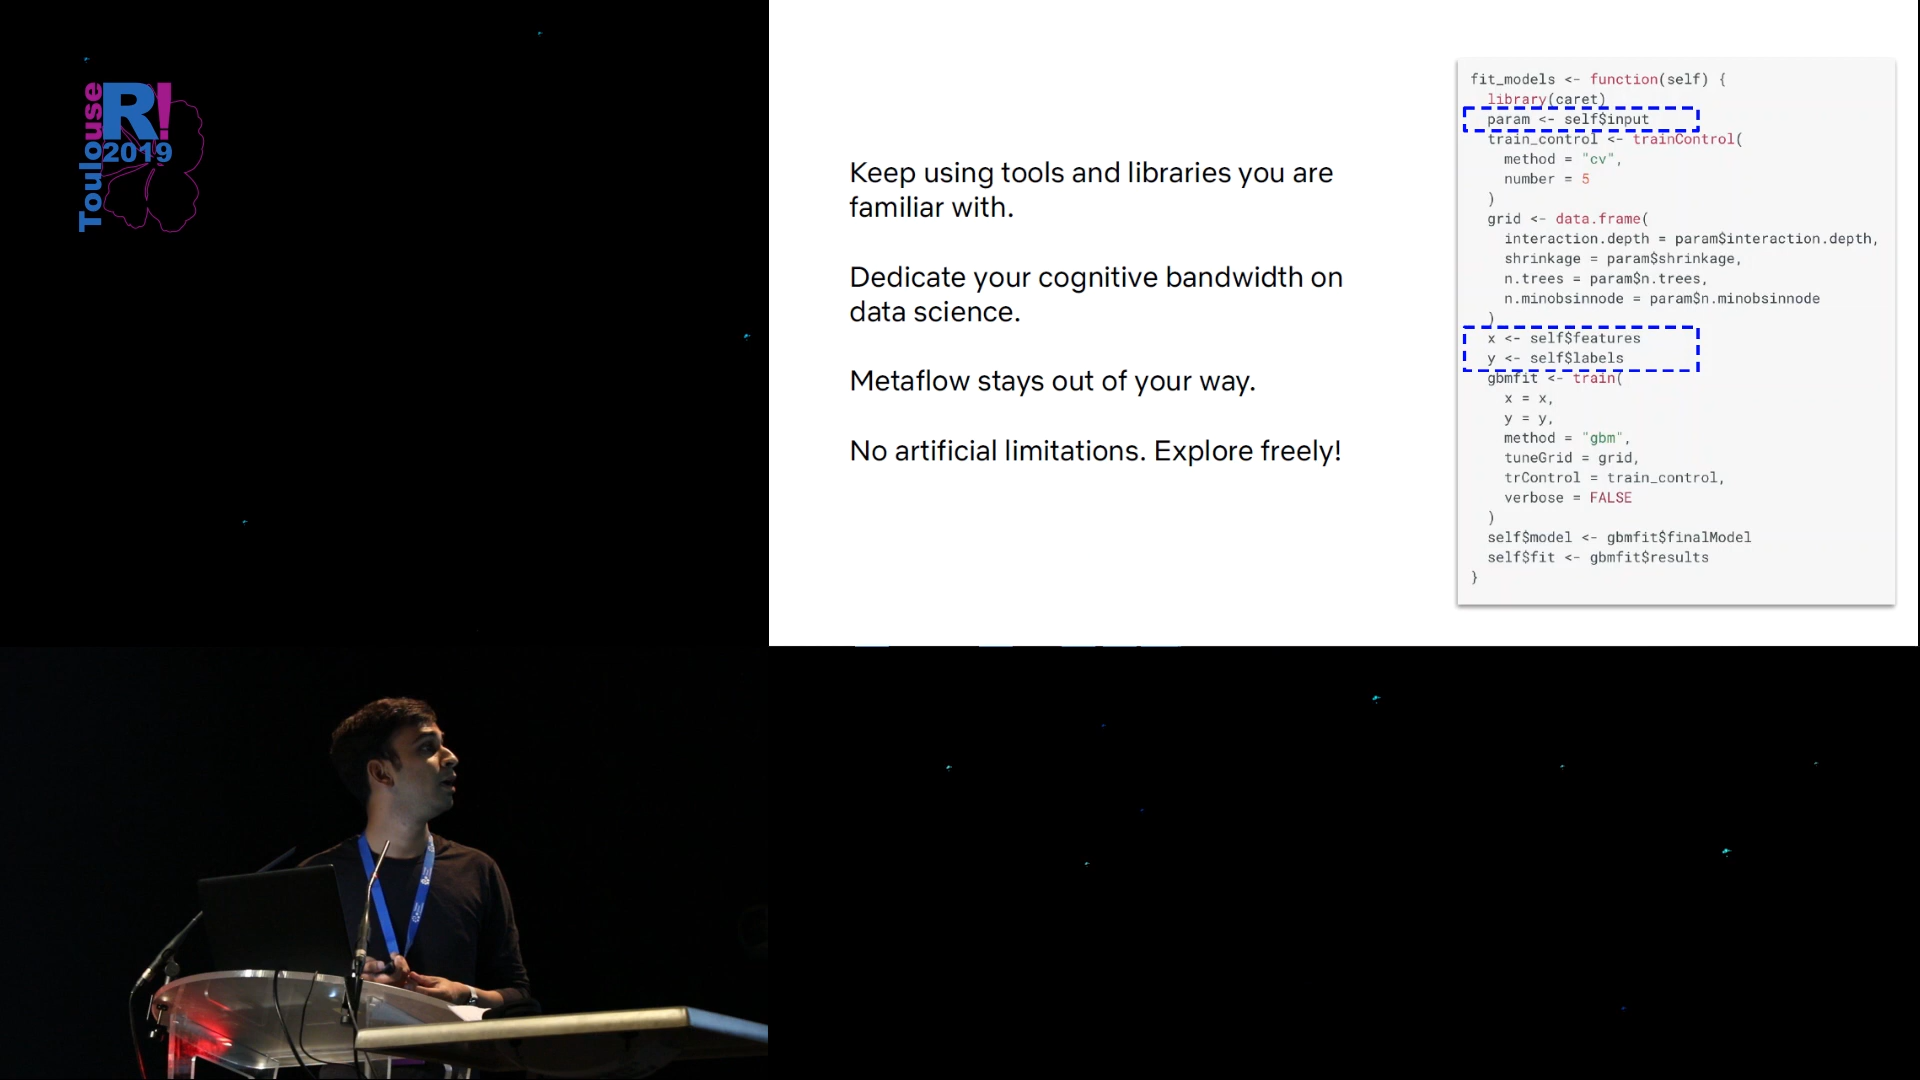 Toulouse
R!
2019
Keep using tools and libraries you are
familiar with.
Dedicate your cognitive bandwidth on
data science.
Metaflow stays out of your way.
No artificial limitations. Explore freely!
fit_models <- function(self) {
library(caret)
param <- self$input
train_control <- trainControl(
method = "cv",
number = 5
)
grid <- data.frame(
interaction.depth = param$interaction.depth,
shrinkage = param$shrinkage,
n.trees = param$n.trees,
n.minobsinnode = param$n.minobsinnode
)
x <- self$features
y <- self$labels
gbmfit <- train(
x = x,
y = y,
method = "gbm",
tuneGrid = grid,
trControl = train_control,
verbose = FALSE
)
self$model <- gbmfit$finalModel
self$fit <- gbmfit$results
}